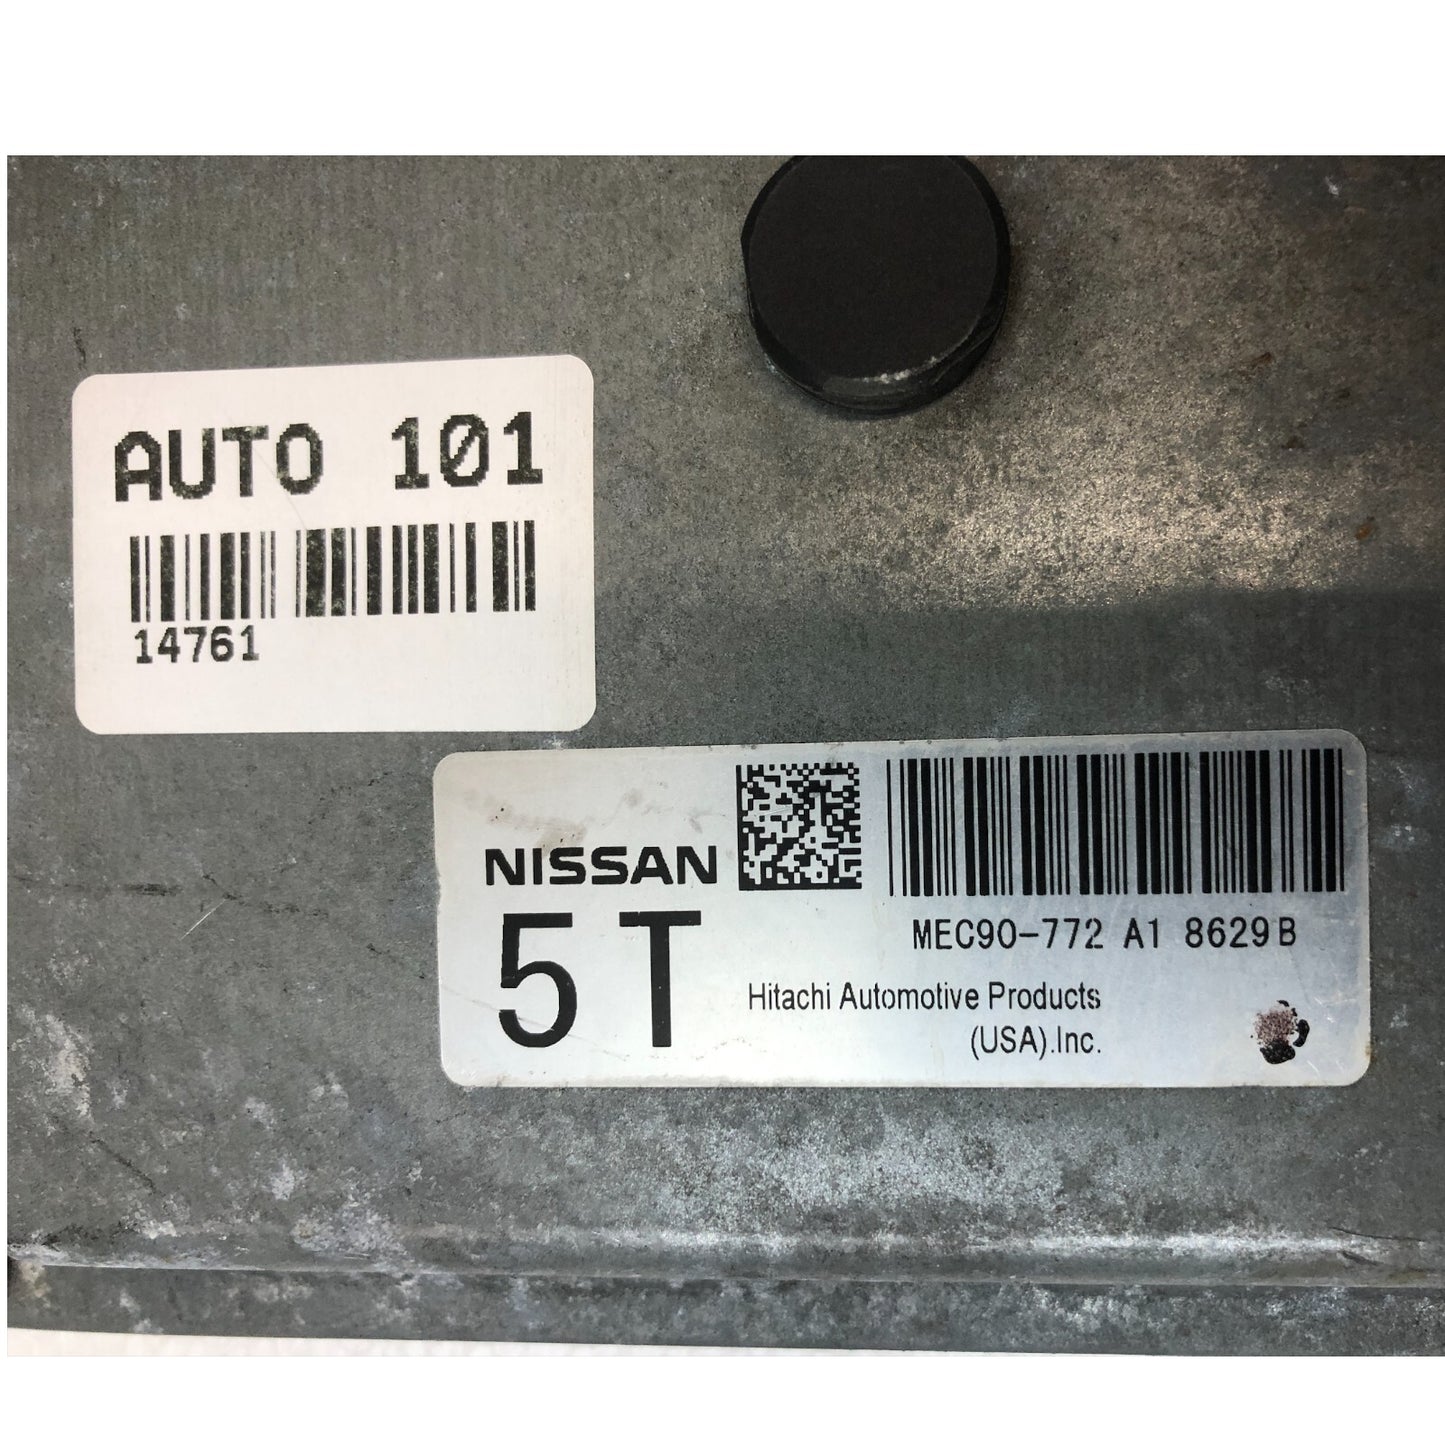 AUTO 101
14761
NISSAN
5T
MEC90-772 A1 8629B
Hitachi Automotive Products
(USA).Inc.